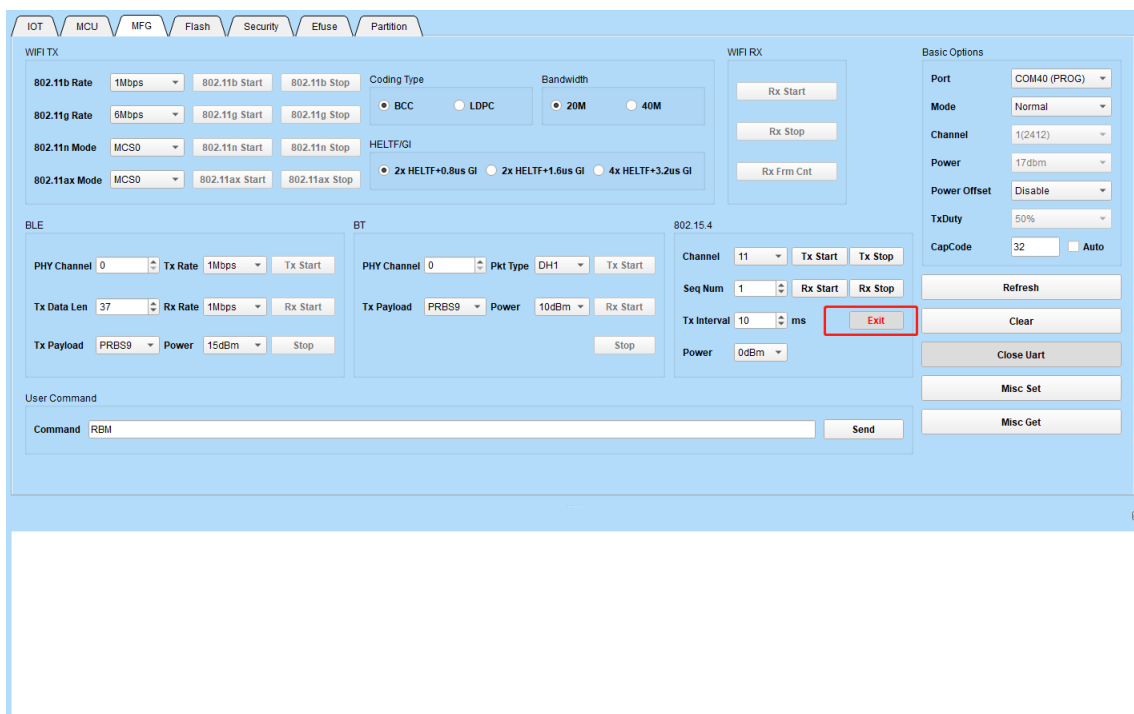 IOT MCU MFG Flash Security Efuse Partition
WIFI TX
802.11b Rate 1Mbps 802.11b Start 802.11b Stop
802.11g Rate 6Mbps 802.11g Start 802.11g Stop
802.11n Mode MCS0 802.11n Start 802.11n Stop
802.11ax Mode MCS0 802.11ax Start 802.11ax Stop
Coding Type
BCC LDPC
Bandwidth
20M 40M
HELTF/GI
2x HELTF+0.8us GI 2x HELTF+1.6us GI 4x HELTF+3.2us GI
WIFI RX
Rx Start
Rx Stop
Rx Frm Cnt
Basic Options
Port COM40 (PROG)
Mode Normal
Channel 1(2412)
Power 17dbm
Power Offset Disable
TxDuty 50%
CapCode 32 Auto
Refresh
Clear
Close Uart
Misc Set
Misc Get
BLE
PHY Channel 0 Tx Rate 1Mbps Tx Start
Tx Data Len 37 Rx Rate 1Mbps Rx Start
Tx Payload PRBS9 Power 15dBm Stop
BT
PHY Channel 0 Pkt Type DH1 Tx Start
Tx Payload PRBS9 Power 10dBm Rx Start
Stop
802.15.4
Channel 11 Tx Start Tx Stop
Seq Num 1 Rx Start Rx Stop
Tx Interval 10 ms Exit
Power 0dBm
User Command
Command RBM Send